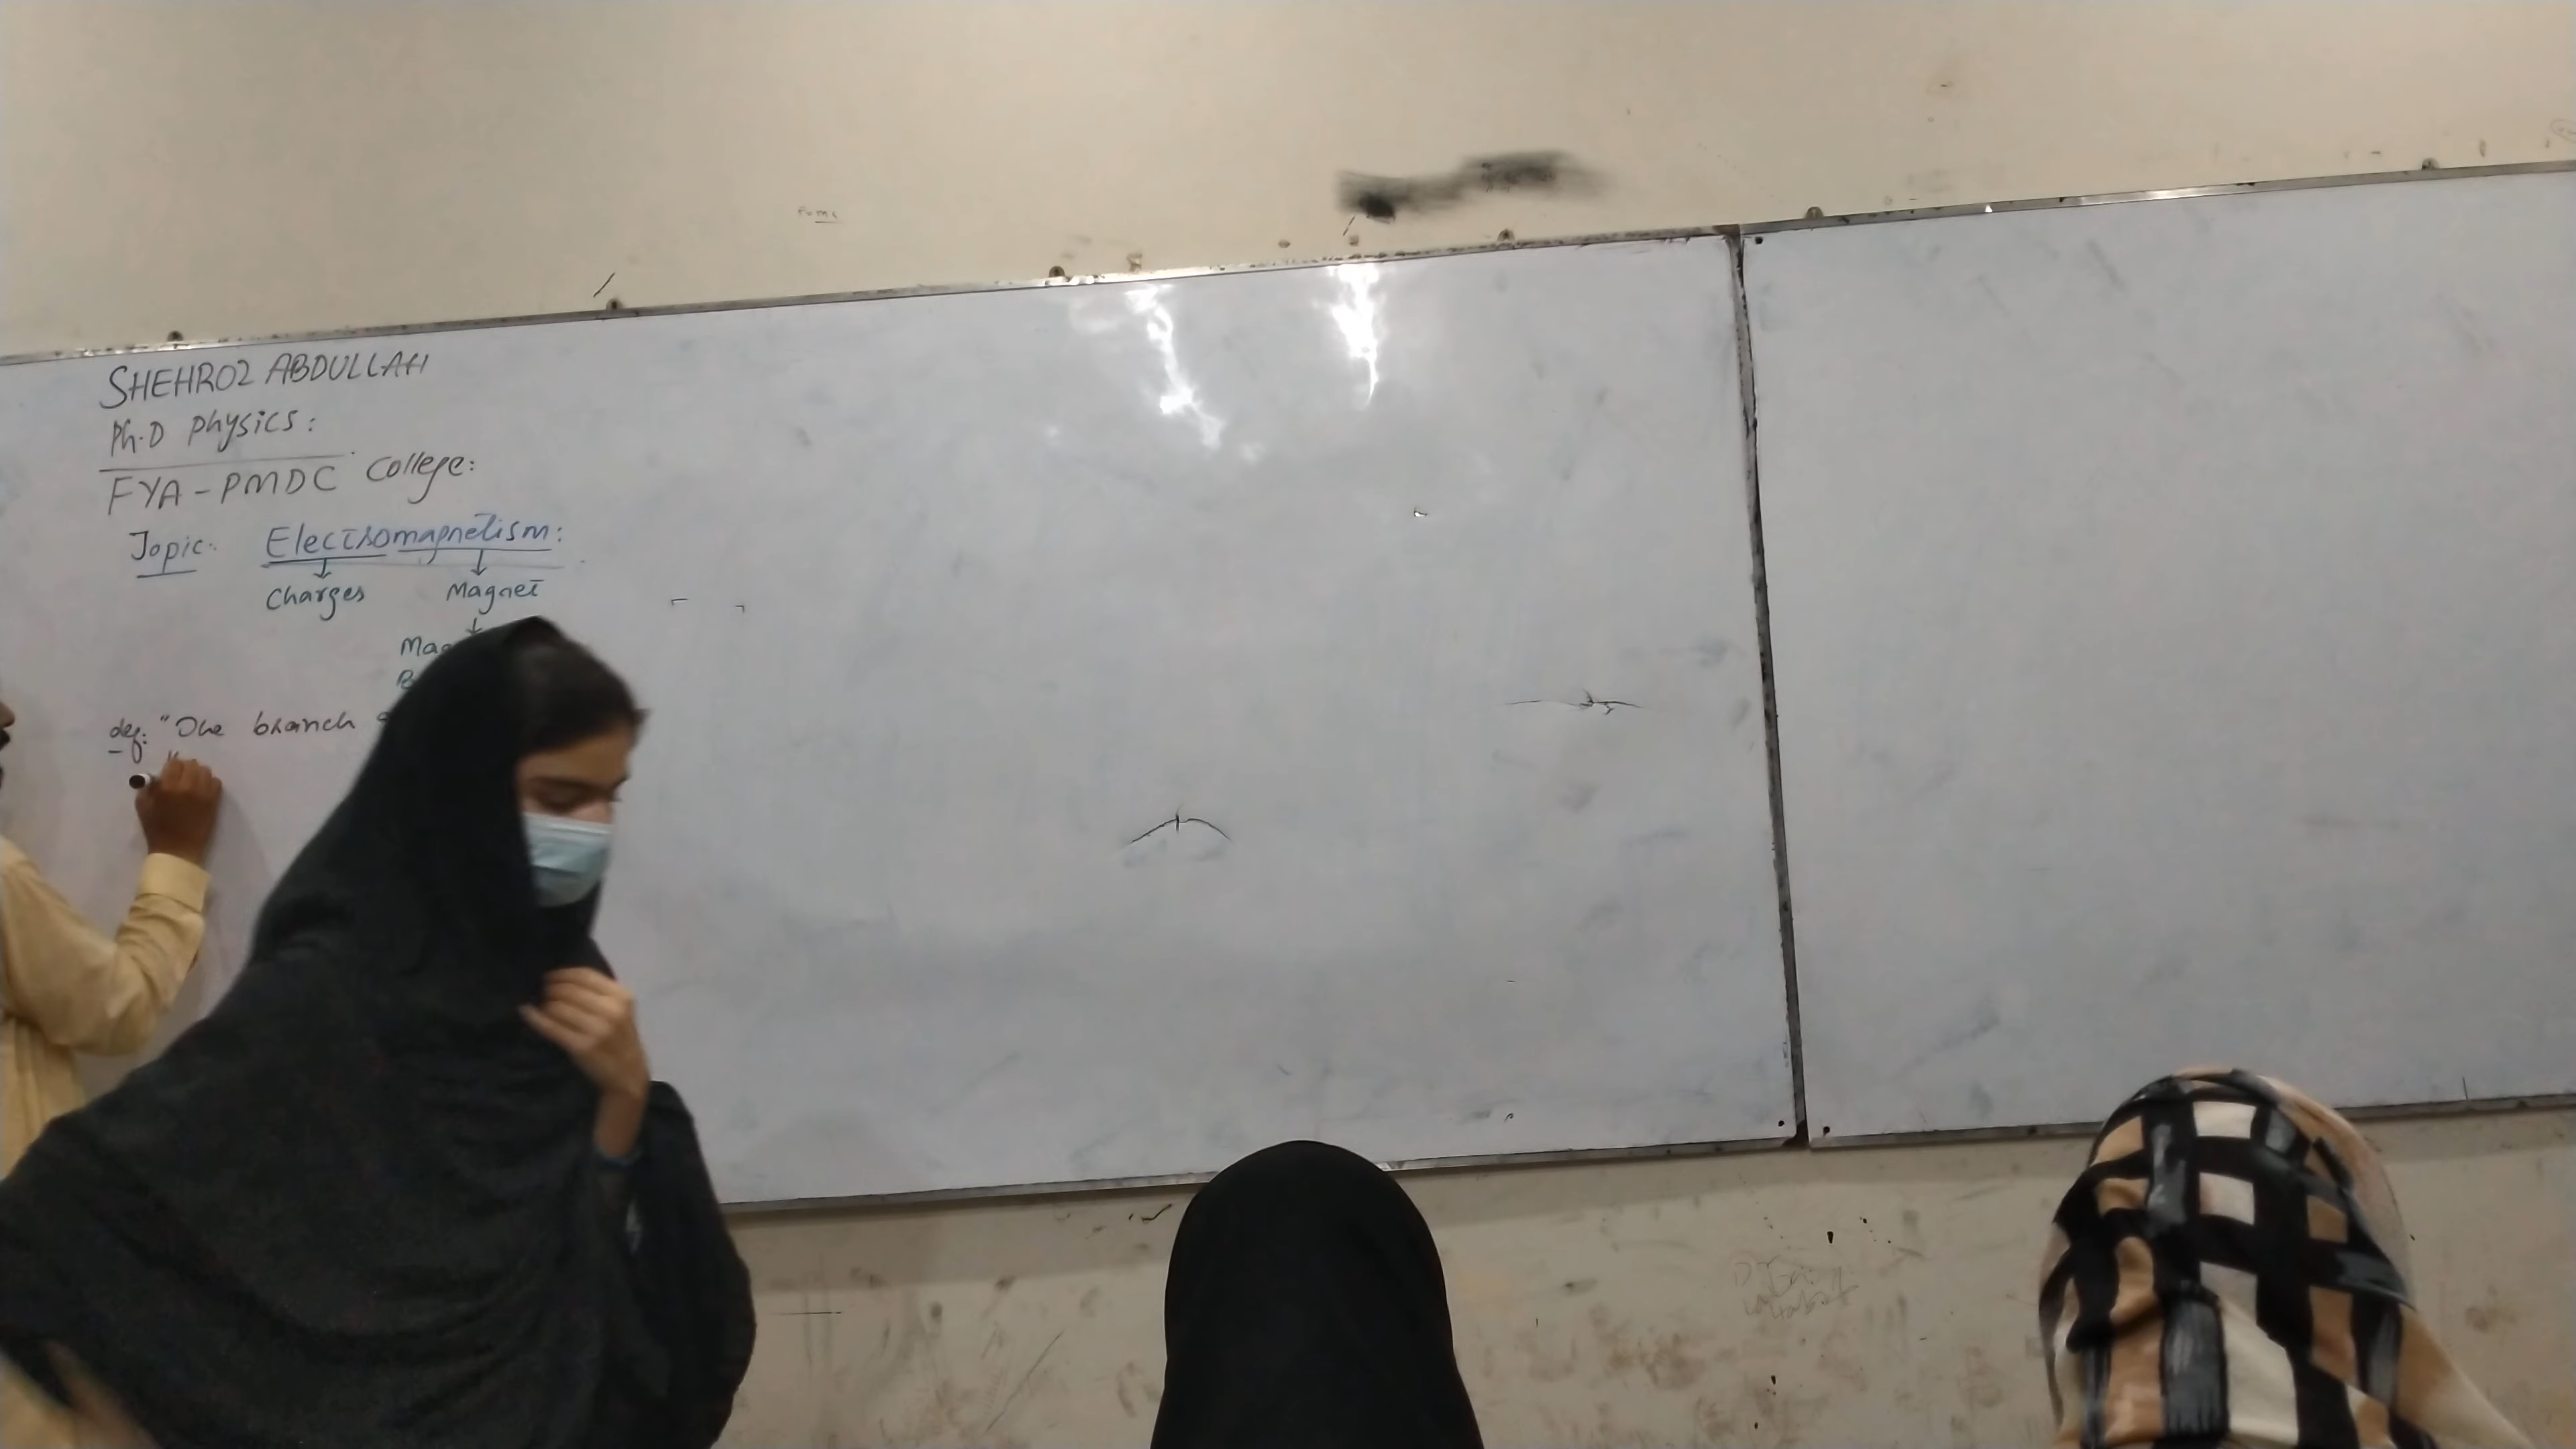 SHEHROZ ABDULLAH
Ph.D Physics:
FYA-PMDC College:
Topic: Electromagnetism:
Charges Magnet
def: "The branch